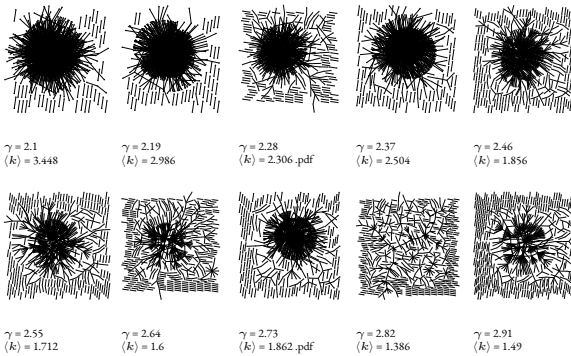 γ = 2.1
⟨k⟩ = 3.448
γ = 2.19
⟨k⟩ = 2.986
γ = 2.28
⟨k⟩ = 2.306 .pdf
γ = 2.37
⟨k⟩ = 2.504
γ = 2.46
⟨k⟩ = 1.856
γ = 2.55
⟨k⟩ = 1.712
γ = 2.64
⟨k⟩ = 1.6
γ = 2.73
⟨k⟩ = 1.862 .pdf
γ = 2.82
⟨k⟩ = 1.386
γ = 2.91
⟨k⟩ = 1.49